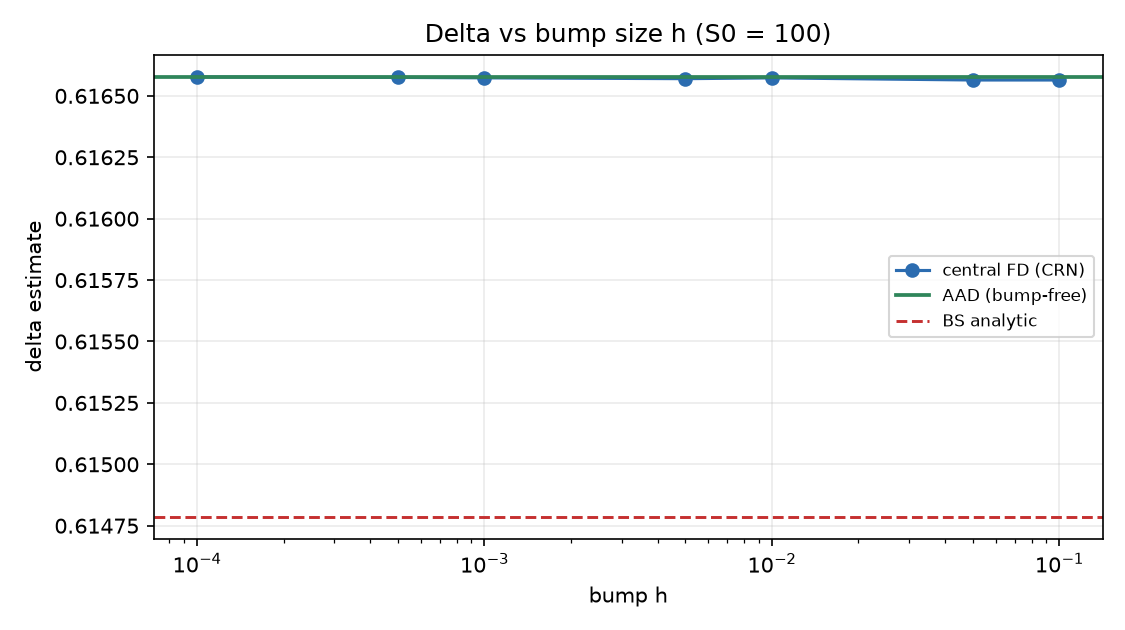 Delta vs bump size h (S0 = 100)
delta estimate
0.61650
0.61625
0.61600
0.61575
0.61550
0.61525
0.61500
0.61475
central FD (CRN)
AAD (bump-free)
BS analytic
10⁻⁴
10⁻³
10⁻²
10⁻¹
bump h